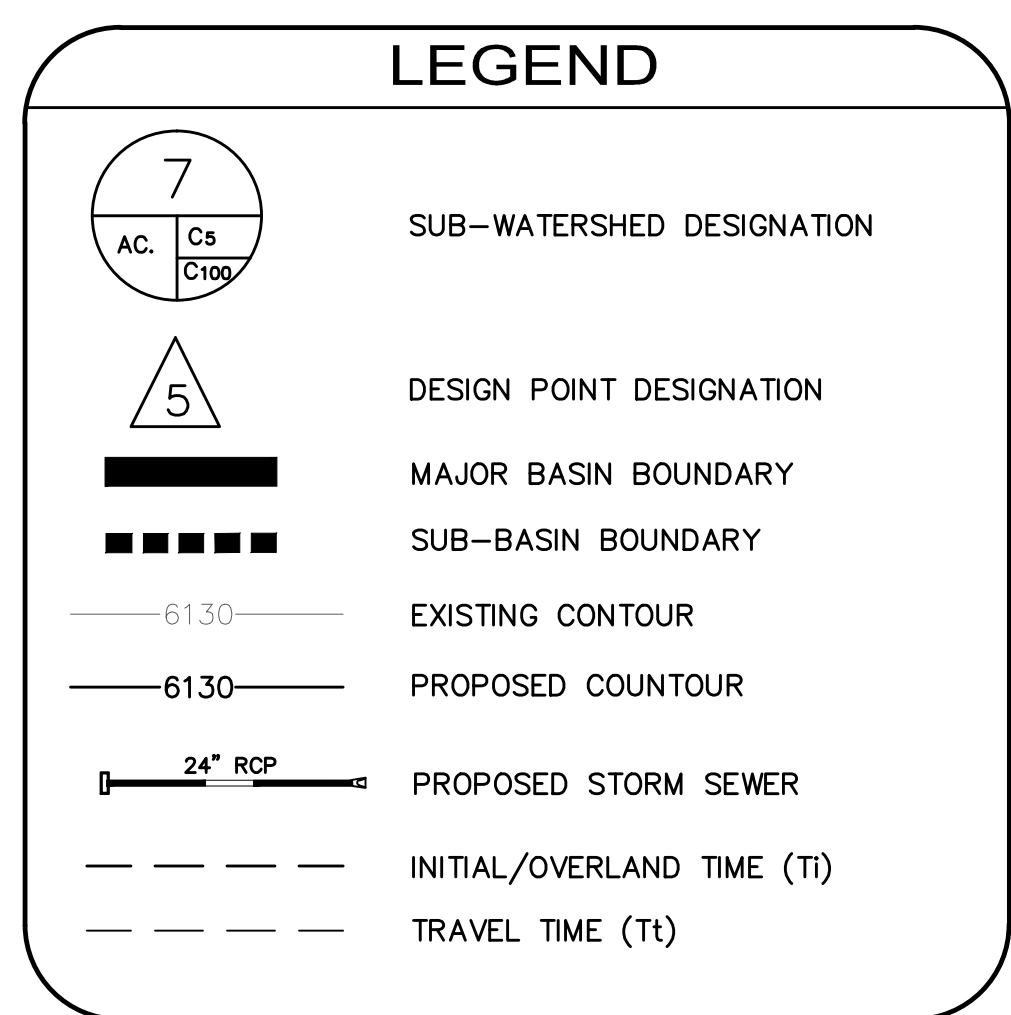 LEGEND
7
AC. C5
C100
SUB-WATERSHED DESIGNATION
5
DESIGN POINT DESIGNATION
MAJOR BASIN BOUNDARY
SUB-BASIN BOUNDARY
6130 EXISTING CONTOUR
6130 PROPOSED COUNTOUR
24" RCP
PROPOSED STORM SEWER
INITIAL/OVERLAND TIME (Ti)
TRAVEL TIME (Tt)